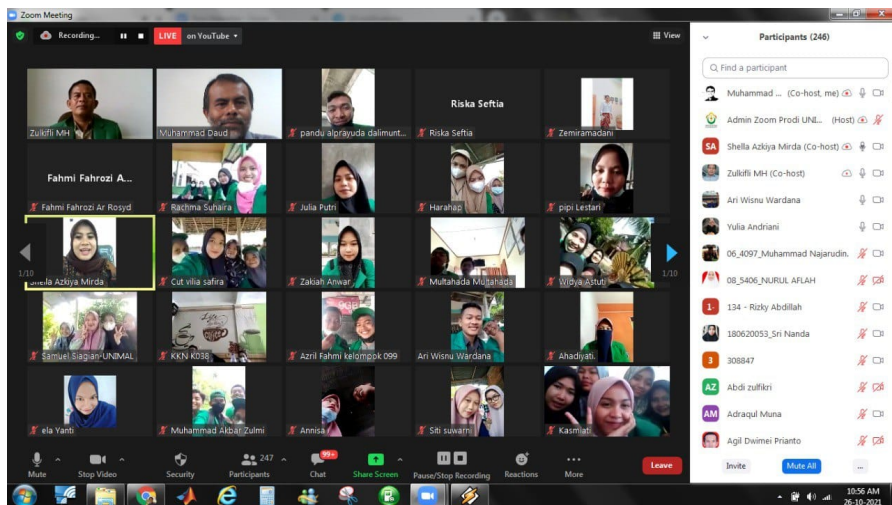 Zoom Meeting
Recording...
LIVE on YouTube
View
Zulkifli MH
Muhammad Daud
pandu alprayuda dalimunt...
Riska Seftia
Riska Seftia
Zemiramadani
Fahmi Fahrozi A...
Fahmi Fahrozi Ar Rosyd
Rachma Suhaira
Julia Putri
Harahap
pipi Lestari
1/10
Shella Azkiya Mirda
Cut vilia safira
Zakiah Anwar
Multahada Multahada
Widya Astuti
1/10
Samuel Siagian-UNIMAL
KKN K038
Azril Fahmi kelompok 099
Ari Wisnu Wardana
Ahadiyati.
ela Yanti
Muhammad Akbar Zulmi
Annisa
Siti suwarni
Kasmiati
Mute
Stop Video
Security
Participants
247
Chat
99+
Share Screen
Pause/Stop Recording
Reactions
More
Leave
Participants (246)
Find a participant
Muhammad ... (Co-host, me)
Admin Zoom Prodi UNI... (Host)
SA Shella Azkiya Mirda (Co-host)
Zulkifli MH (Co-host)
Ari Wisnu Wardana
Yulia Andriani
06_4097_Muhammad Najarudin.
08_5406_NURUL AFLAH
1- 134 - Rizky Abdillah
180620053_Sri Nanda
3 308847
AZ Abdi zulfikri
AM Adraqul Muna
Agil Dwimei Prianto
Invite
Mute All
...
10:56 AM
26-10-2021